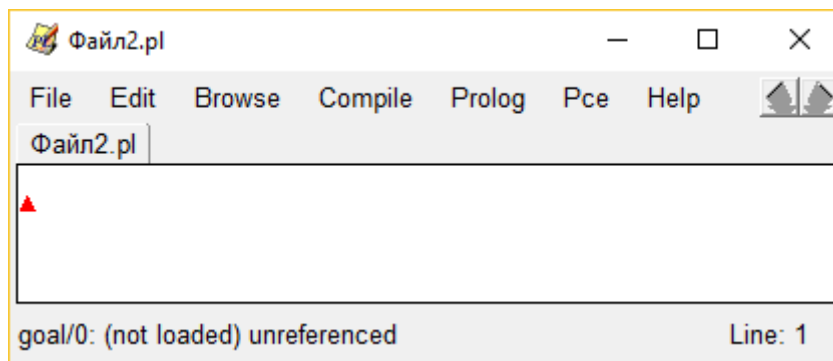 Файл2.pl
File Edit Browse Compile Prolog Pce Help
Файл2.pl
goal/0: (not loaded) unreferenced Line: 1